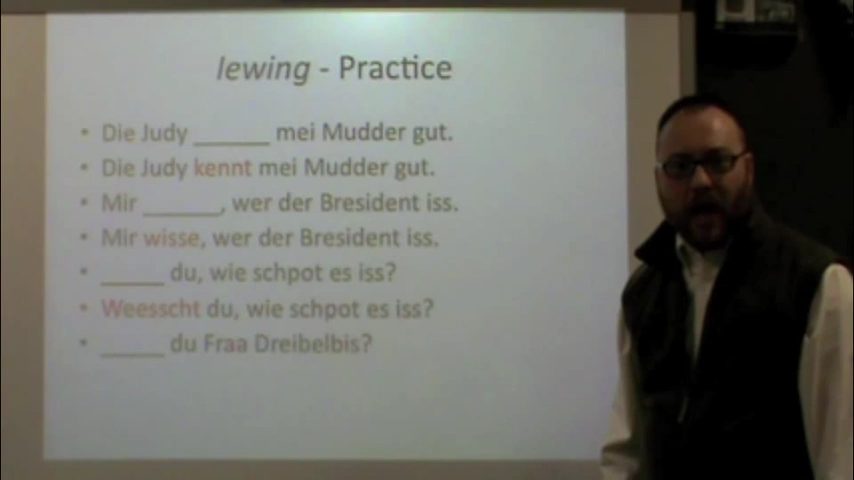 Iewing - Practice
• Die Judy ______ mei Mudder gut.
• Die Judy kennt mei Mudder gut.
• Mir ______, wer der Bresident iss.
• Mir wisse, wer der Bresident iss.
• _____ du, wie schpot es iss?
• Weesscht du, wie schpot es iss?
• _____ du Fraa Dreibelbis?